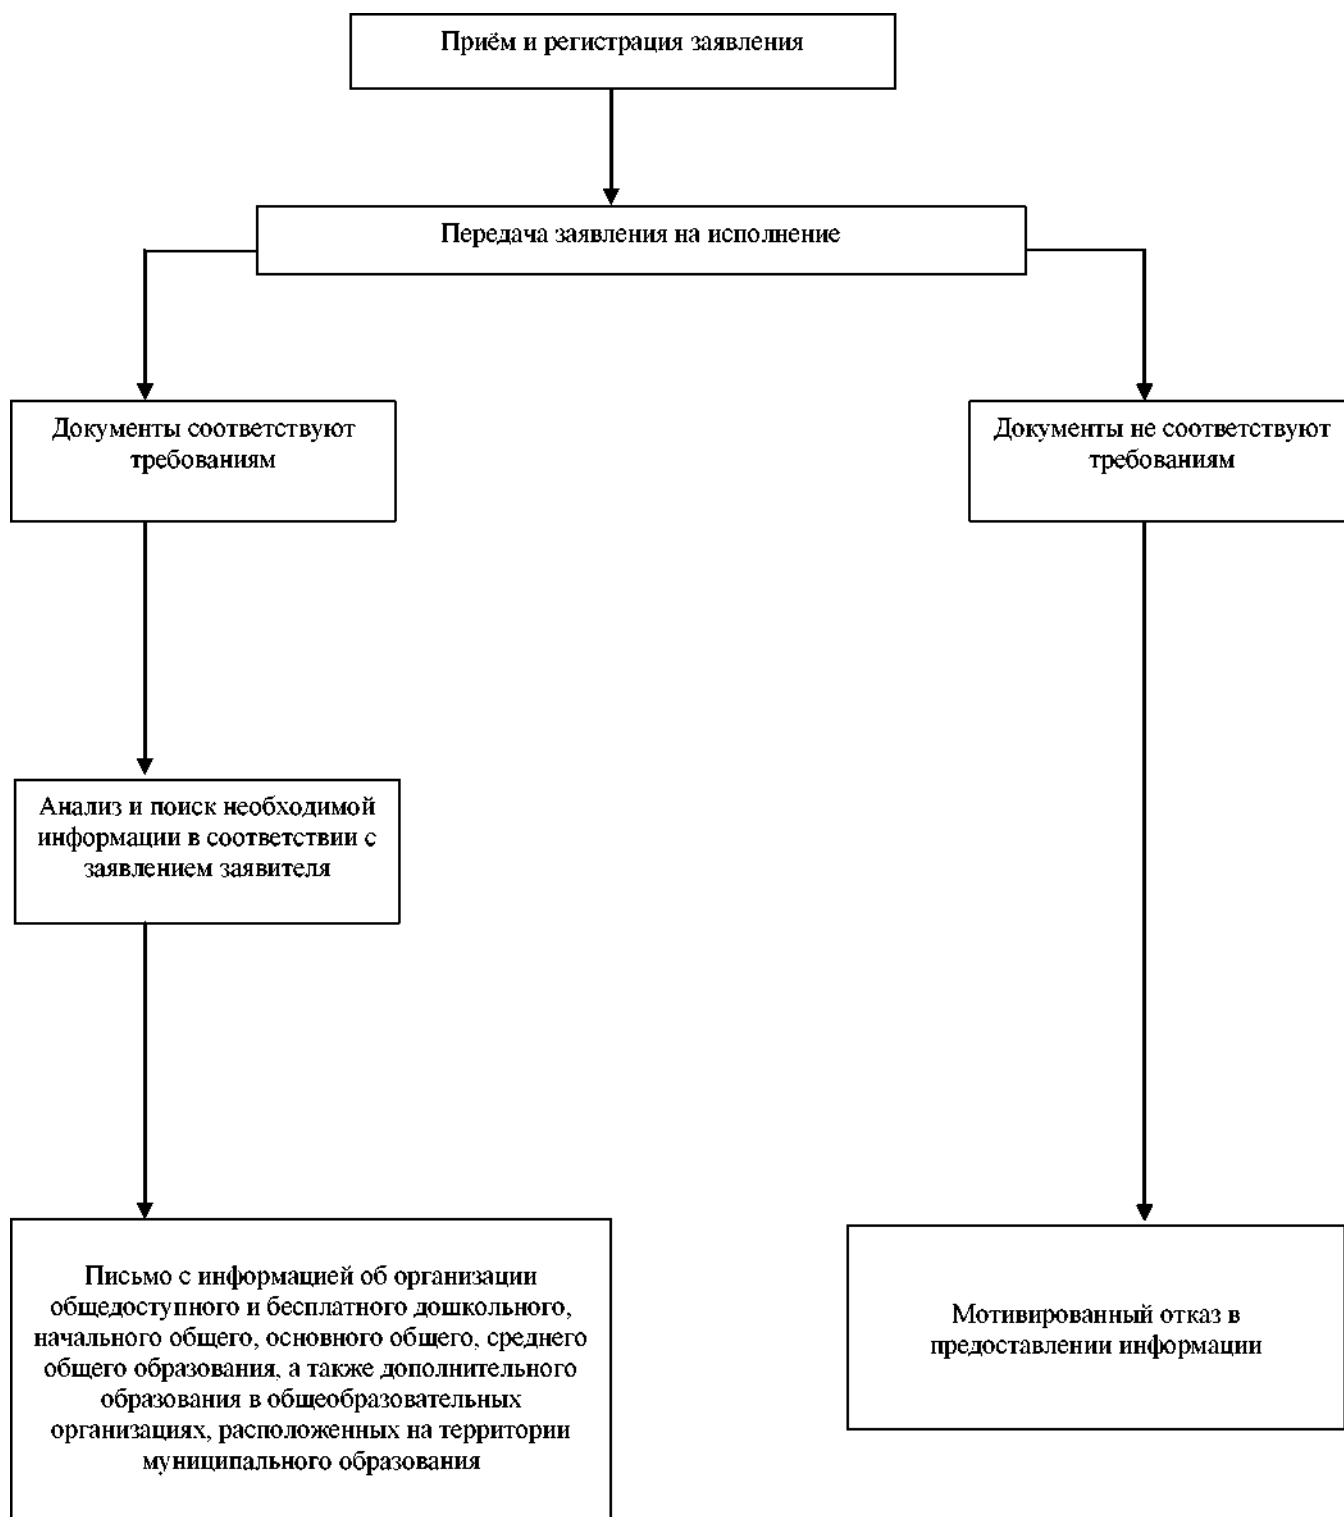 Приём и регистрация заявления
Передача заявления на исполнение
Документы соответствуют
требованиям
Документы не соответствуют
требованиям
Анализ и поиск необходимой
информации в соответствии с
заявлением заявителя
Письмо с информацией об организации
общедоступного и бесплатного дошкольного,
начального общего, основного общего, среднего
общего образования, а также дополнительного
образования в общеобразовательных
организациях, расположенных на территории
муниципального образования
Мотивированный отказ в
предоставлении информации